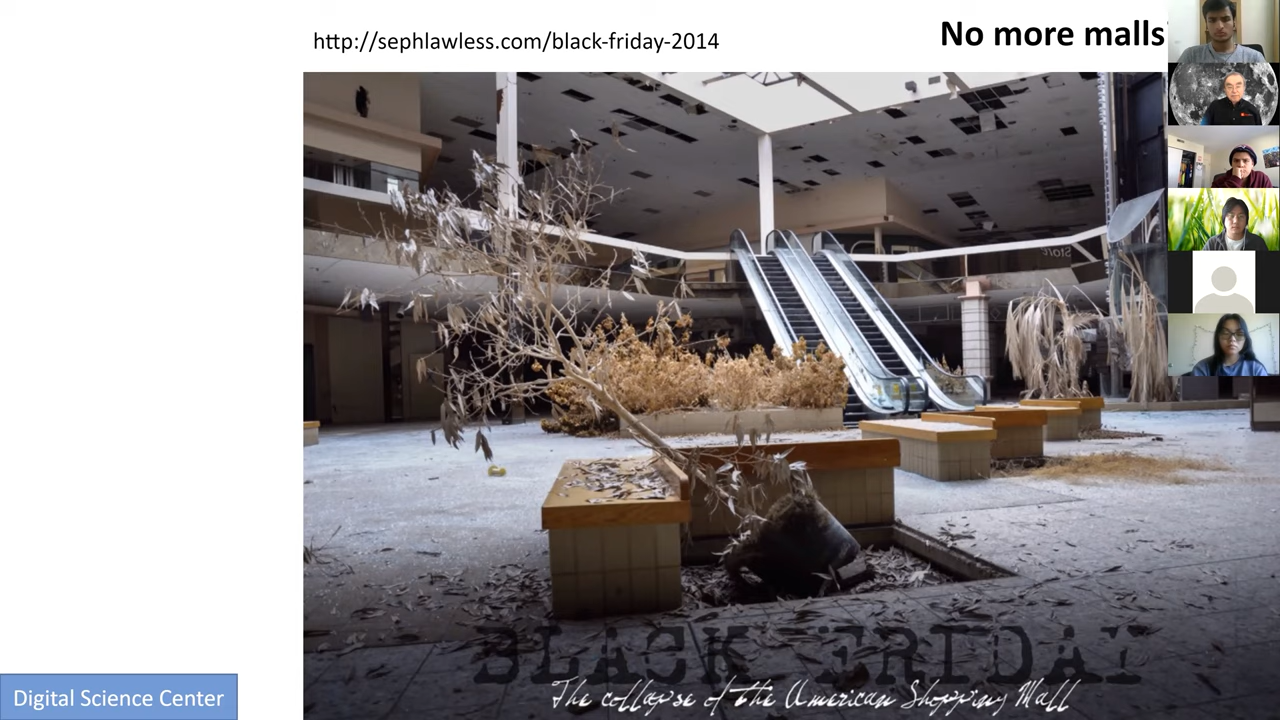 http://sephlawless.com/black-friday-2014
No more malls
Store
BLACK FRIDAY
The collapse of the American Shopping Mall
Digital Science Center